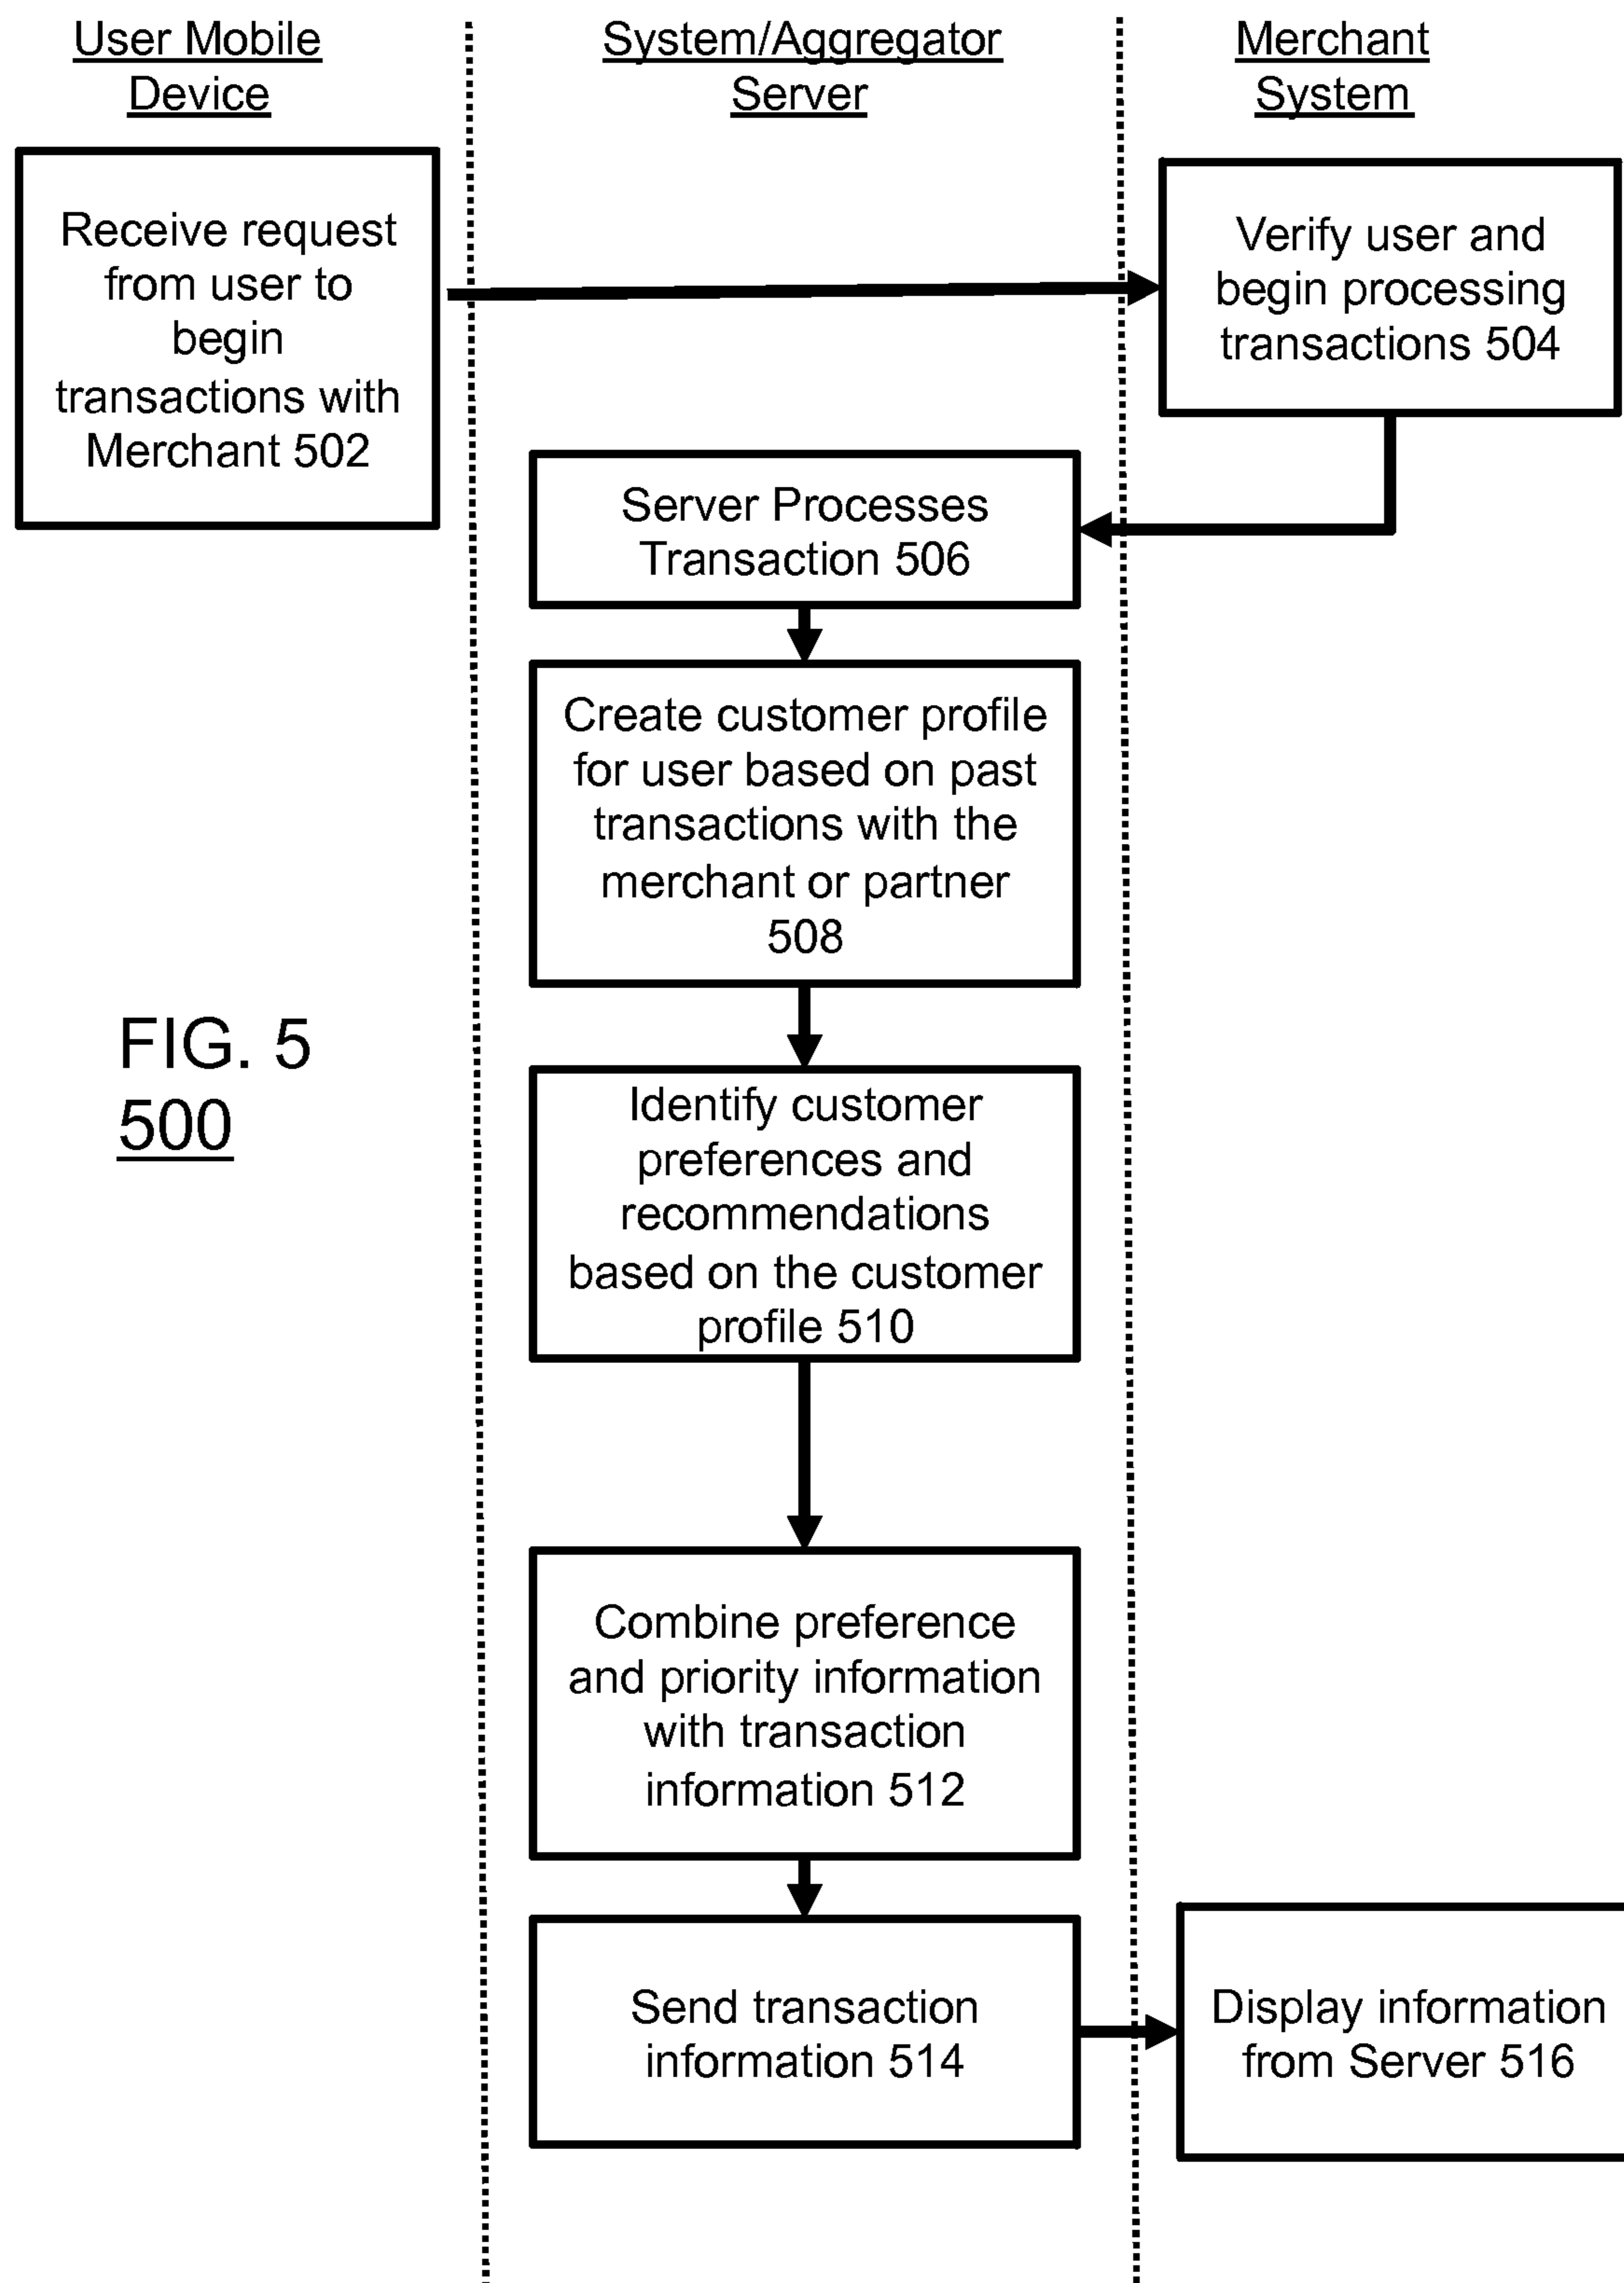 User Mobile
Device
System/Aggregator
Server
Merchant
System
Receive request
from user to
begin
transactions with
Merchant 502
Verify user and
begin processing
transactions 504
Server Processes
Transaction 506
Create customer profile
for user based on past
transactions with the
merchant or partner
508
Identify customer
preferences and
recommendations
based on the customer
profile 510
Combine preference
and priority information
with transaction
information 512
Send transaction
information 514
Display information
from Server 516
FIG. 5
500